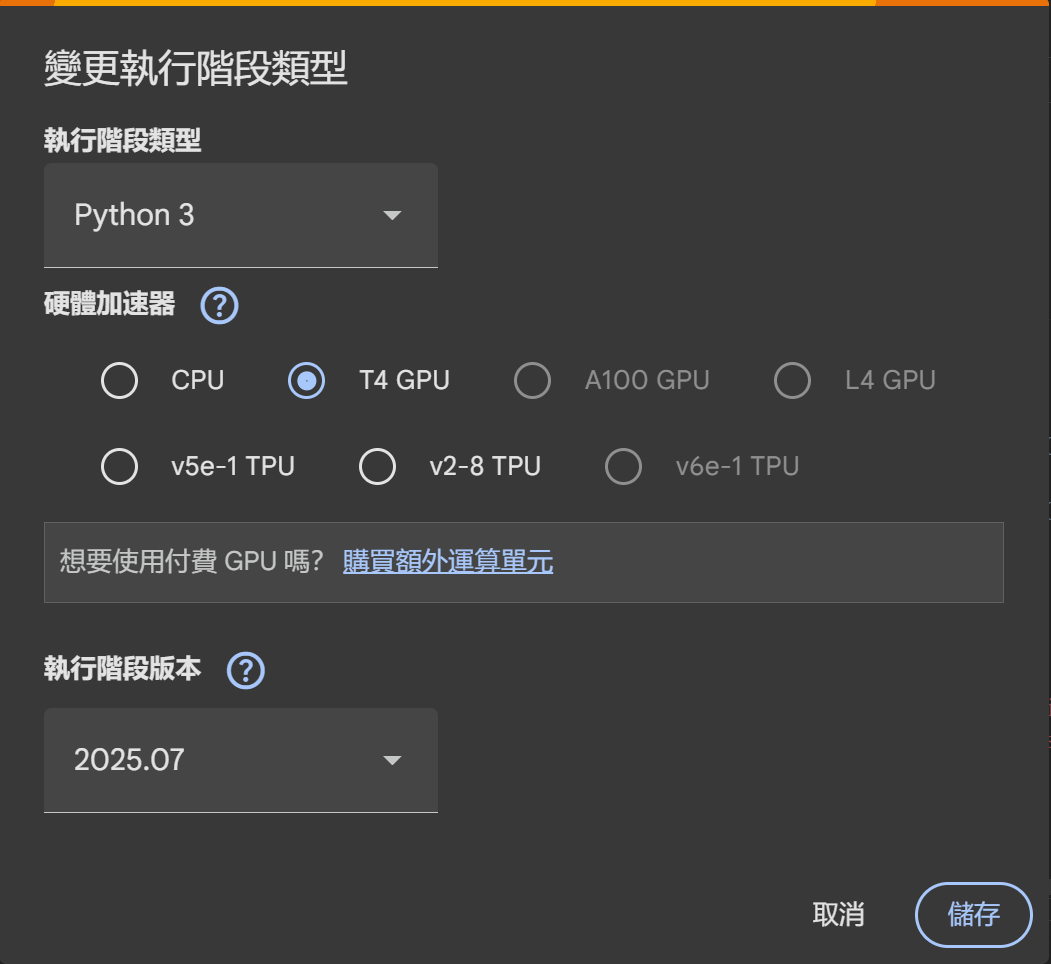 變更執行階段類型
執行階段類型
Python 3
硬體加速器 ?
CPU T4 GPU A100 GPU L4 GPU
v5e-1 TPU v2-8 TPU v6e-1 TPU
想要使用付費 GPU 嗎? 購買額外運算單元
執行階段版本 ?
2025.07
取消 儲存